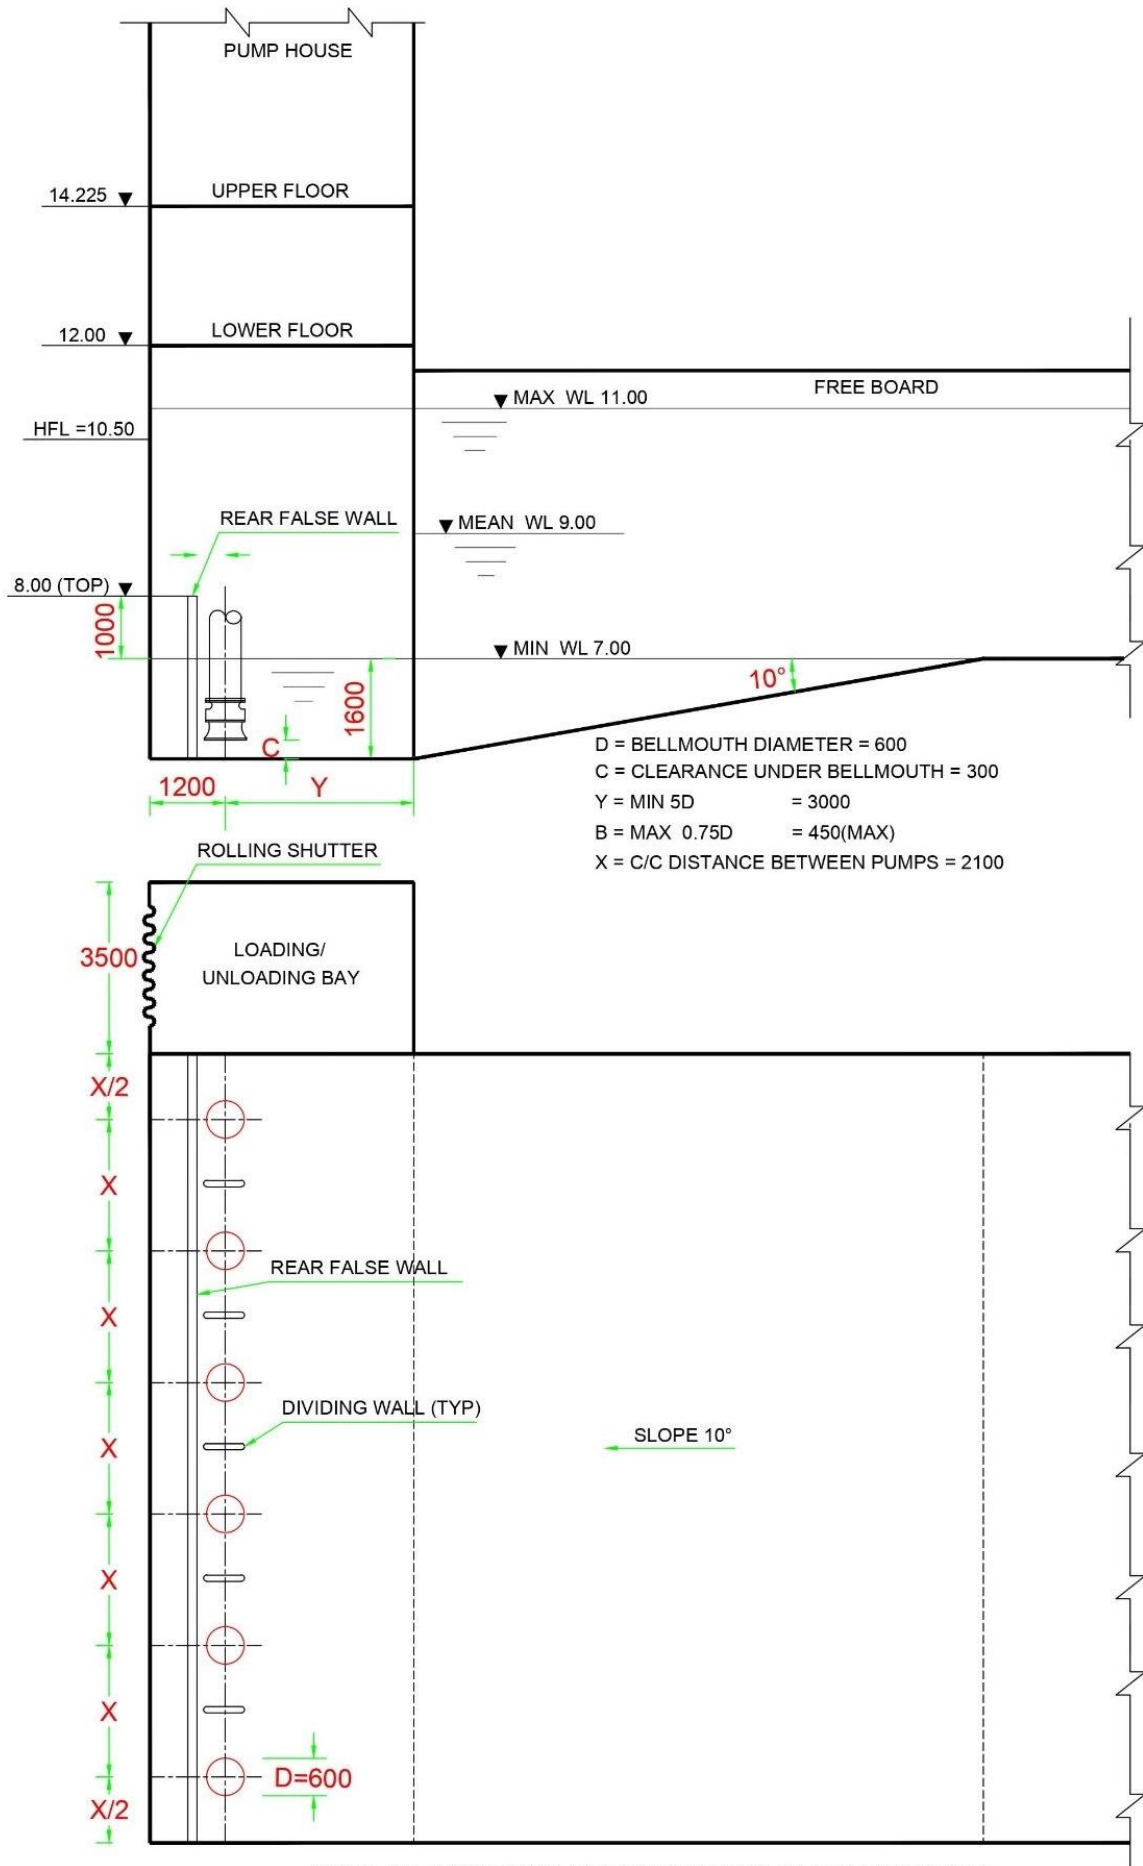 PUMP HOUSE
14.225
UPPER FLOOR
12.00
LOWER FLOOR
FREE BOARD
MAX WL 11.00
HFL =10.50
REAR FALSE WALL
MEAN WL 9.00
8.00 (TOP)
1000
MIN WL 7.00
10°
1600
C
1200
Y
D = BELLMOUTH DIAMETER = 600
C = CLEARANCE UNDER BELLMOUTH = 300
Y = MIN 5D = 3000
B = MAX 0.75D = 450(MAX)
X = C/C DISTANCE BETWEEN PUMPS = 2100
ROLLING SHUTTER
3500
LOADING/
UNLOADING BAY
X/2
X
REAR FALSE WALL
X
DIVIDING WALL (TYP)
SLOPE 10°
X
X
X
D=600
X/2